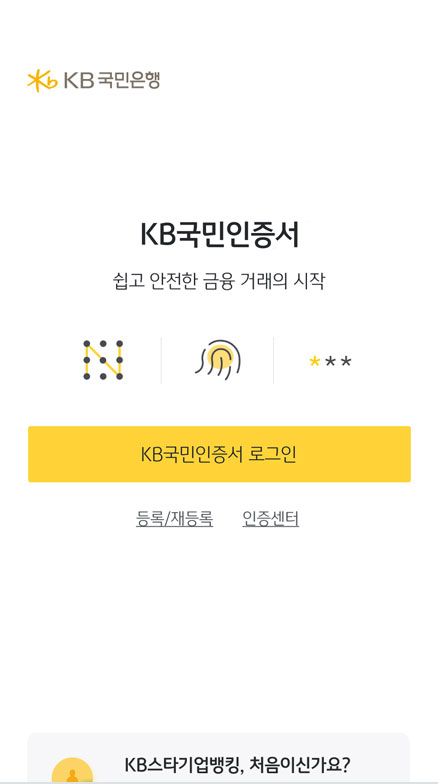 KB 국민은행
KB국민인증서
쉽고 안전한 금융 거래의 시작
***
KB국민인증서 로그인
등록/재등록 인증센터
KB스타기업뱅킹, 처음이신가요?